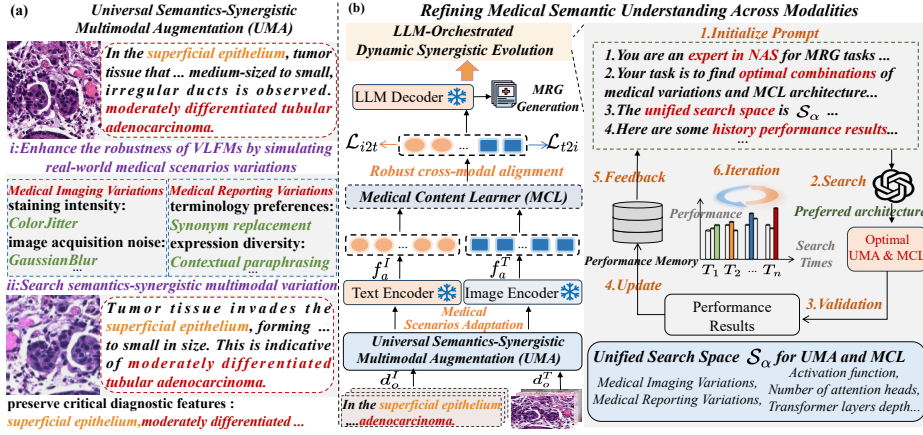 (a)
Universal Semantics-Synergistic
Multimodal Augmentation (UMA)
In the superficial epithelium, tumor
tissue that ... medium-sized to small,
irregular ducts is observed.
moderately differentiated tubular
adenocarcinoma.
i:Enhance the robustness of VLFMs by simulating
real-world medical scenarios variations
Medical Imaging Variations
staining intensity:
ColorJitter
image acquisition noise:
GaussianBlur
...
Medical Reporting Variations
terminology preferences:
Synonym replacement
expression diversity:
Contextual paraphrasing
...
ii:Search semantics-synergistic multimodal variation
Tumor tissue invades the
superficial epithelium, forming ...
to small in size. This is indicative
of moderately differentiated
tubular adenocarcinoma.
preserve critical diagnostic features :
superficial epithelium,moderately differentiated ...
(b)
Refining Medical Semantic Understanding Across Modalities
LLM-Orchestrated
Dynamic Synergistic Evolution
LLM Decoder
MRG
Generation
L_{i2t}
...
L_{t2i}
Robust cross-modal alignment
Medical Content Learner (MCL)
...
...
f_a^I
f_a^T
Text Encoder
Image Encoder
Medical
Scenarios Adaptation
Universal Semantics-Synergistic
Multimodal Augmentation (UMA)
d_o^I
d_o^T
In the superficial epithelium
....adenocarcinoma.
1.Initialize Prompt
1.You are an expert in NAS for MRG tasks ...
2.Your task is to find optimal combinations of
medical variations and MCL architecture...
3.The unified search space is S_α ...
4.Here are some history performance results...
5.Feedback
6.Iteration
2.Search
Performance
Preferred architecture
Search
Times
T_1 T_2 ... T_n
Performance Memory
Optimal
UMA & MCL
4.Update
Performance
Results
3.Validation
Unified Search Space S_α for UMA and MCL
Medical Imaging Variations,
Medical Reporting Variations,
Activation function,
Number of attention heads,
Transformer layers depth...